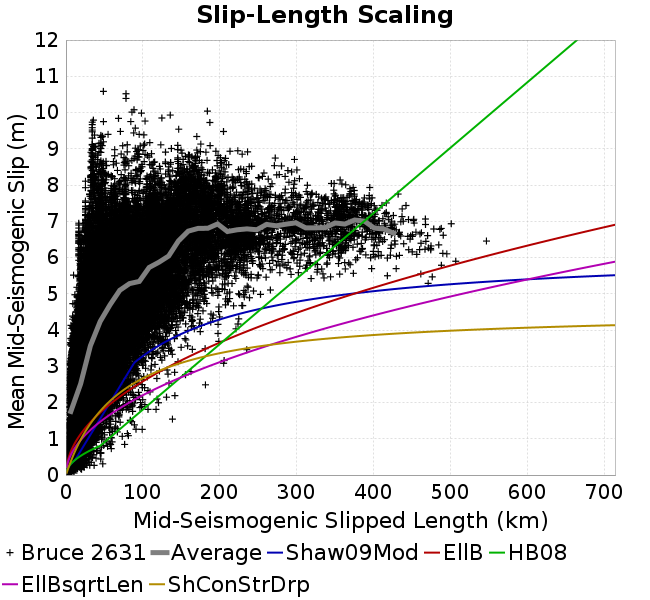 Slip-Length Scaling
12
11
10
9
8
7
6
5
4
3
2
1
0
Mean Mid-Seismogenic Slip (m)
0 100 200 300 400 500 600 700
Mid-Seismogenic Slipped Length (km)
Bruce 2631 Average Shaw09Mod EllB HB08
EllBsqrtLen ShConStrDrp